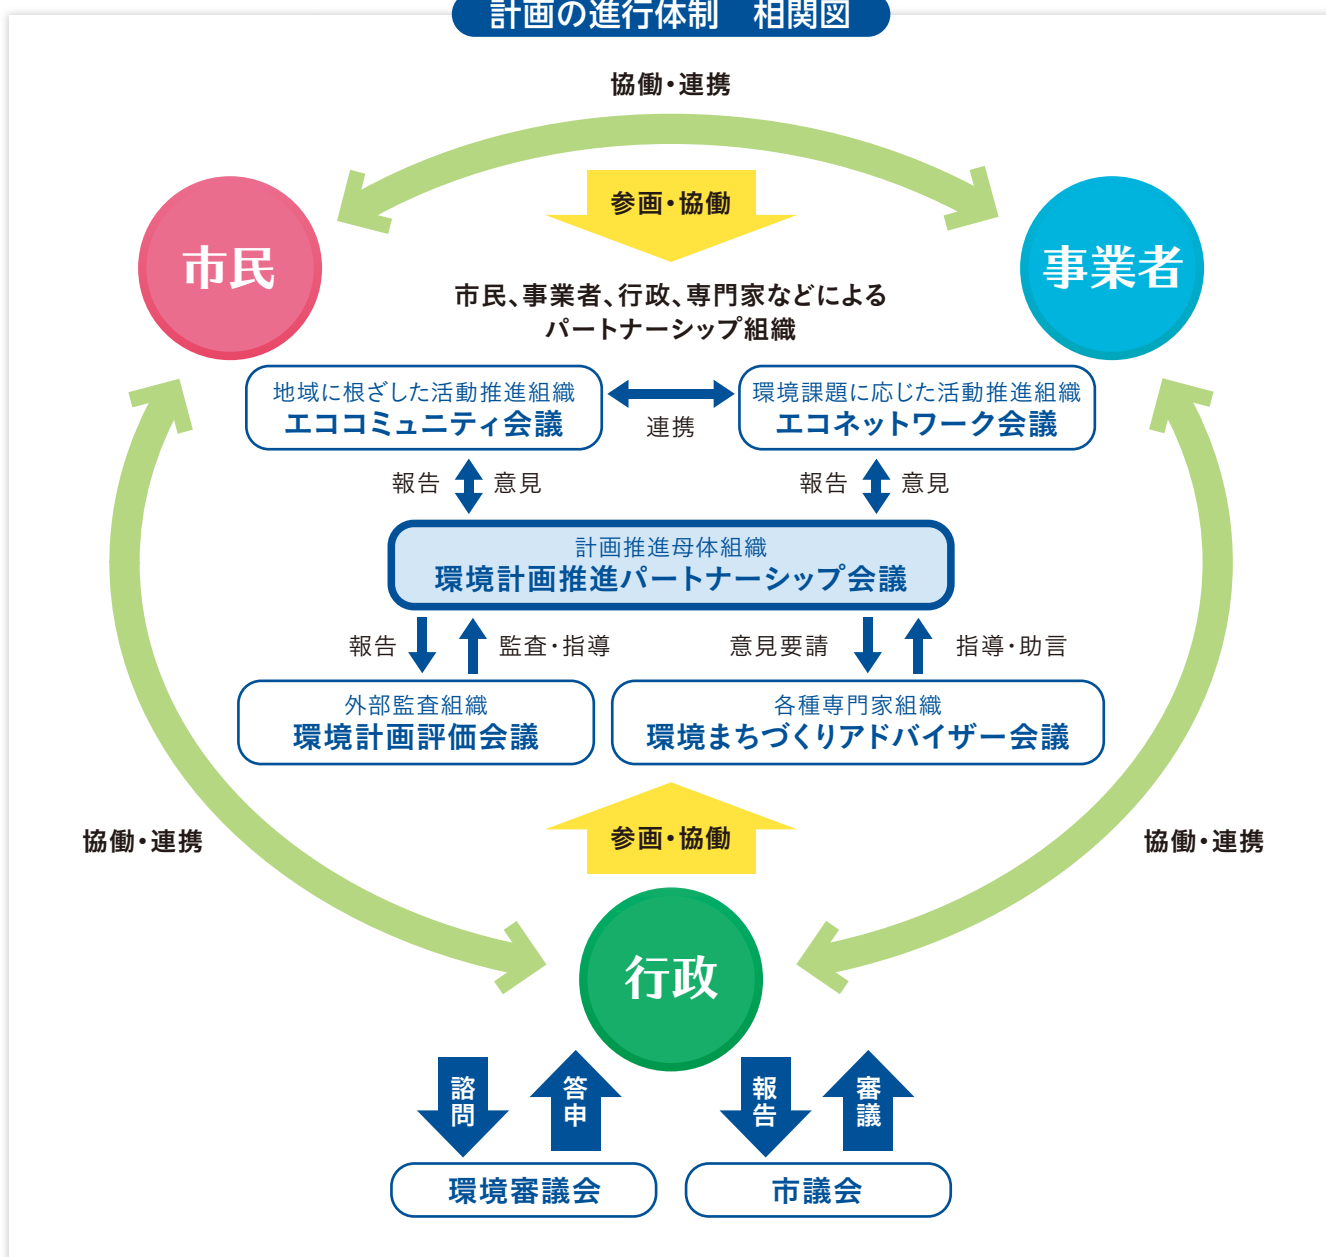 計画の進行体制　相関図
協働・連携
参画・協働
市民
事業者
市民、事業者、行政、専門家などによる
パートナーシップ組織
地域に根ざした活動推進組織
エココミュニティ会議
連携
環境課題に応じた活動推進組織
エコネットワーク会議
報告
意見
報告
意見
計画推進母体組織
環境計画推進パートナーシップ会議
報告
監査・指導
意見要請
指導・助言
外部監査組織
環境計画評価会議
各種専門家組織
環境まちづくりアドバイザー会議
協働・連携
参画・協働
協働・連携
行政
諮問
答申
報告
審議
環境審議会
市議会